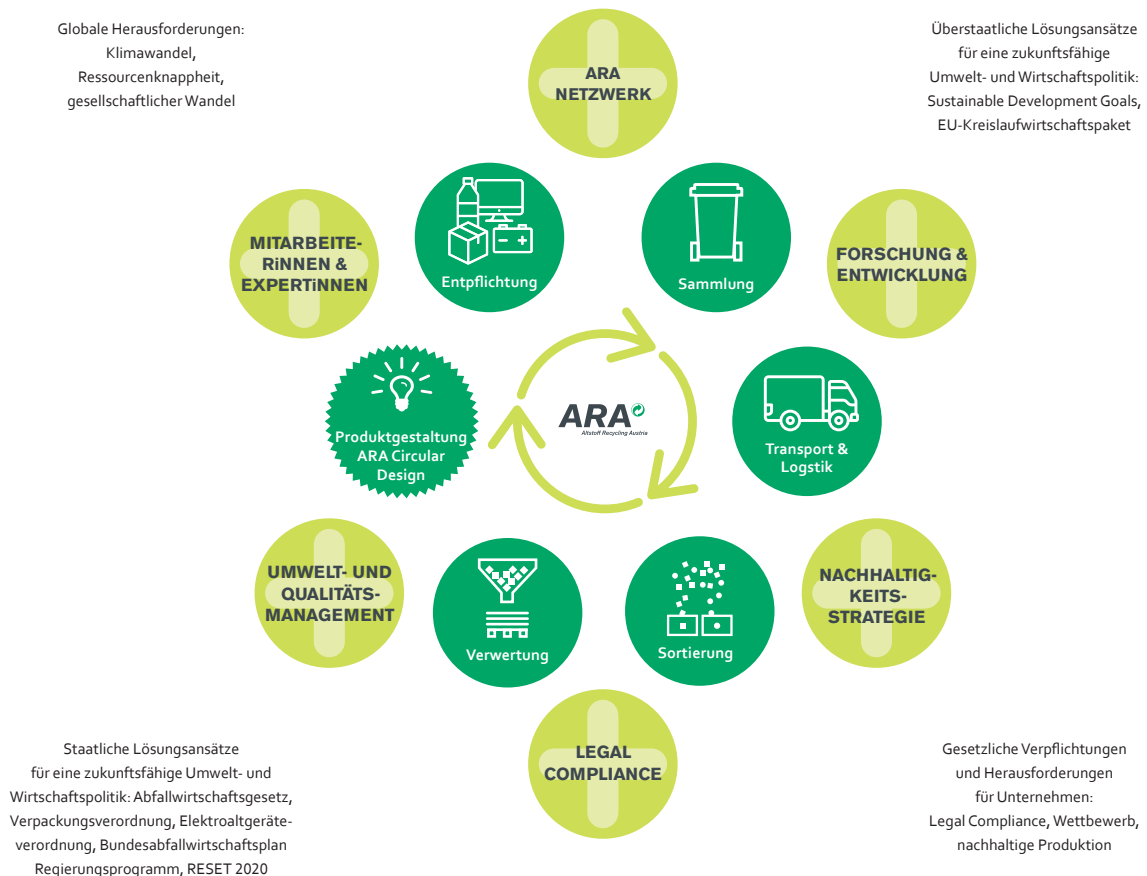 Globale Herausforderungen:
Klimawandel,
Ressourcenknappheit,
gesellschaftlicher Wandel
Überstaatliche Lösungsansätze
für eine zukunftsfähige
Umwelt- und Wirtschaftspolitik:
Sustainable Development Goals,
EU-Kreislaufwirtschaftspaket
ARA
NETZWERK
MITARBEITE-
RiNNEN &
EXPERTiNNEN
Entpflichtung
Sammlung
FORSCHUNG &
ENTWICKLUNG
Produktgestaltung
ARA Circular
Design
ARA
Altstoff Recycling Austria
Transport &
Logstik
UMWELT- UND
QUALITÄTS-
MANAGEMENT
Verwertung
Sortierung
NACHHALTIG-
KEITS-
STRATEGIE
LEGAL
COMPLIANCE
Staatliche Lösungsansätze
für eine zukunftsfähige Umwelt- und
Wirtschaftspolitik: Abfallwirtschaftsgesetz,
Verpackungsverordnung, Elektroaltgeräte-
verordnung, Bundesabfallwirtschaftsplan
Regierungsprogramm, RESET 2020
Gesetzliche Verpflichtungen
und Herausforderungen
für Unternehmen:
Legal Compliance, Wettbewerb,
nachhaltige Produktion